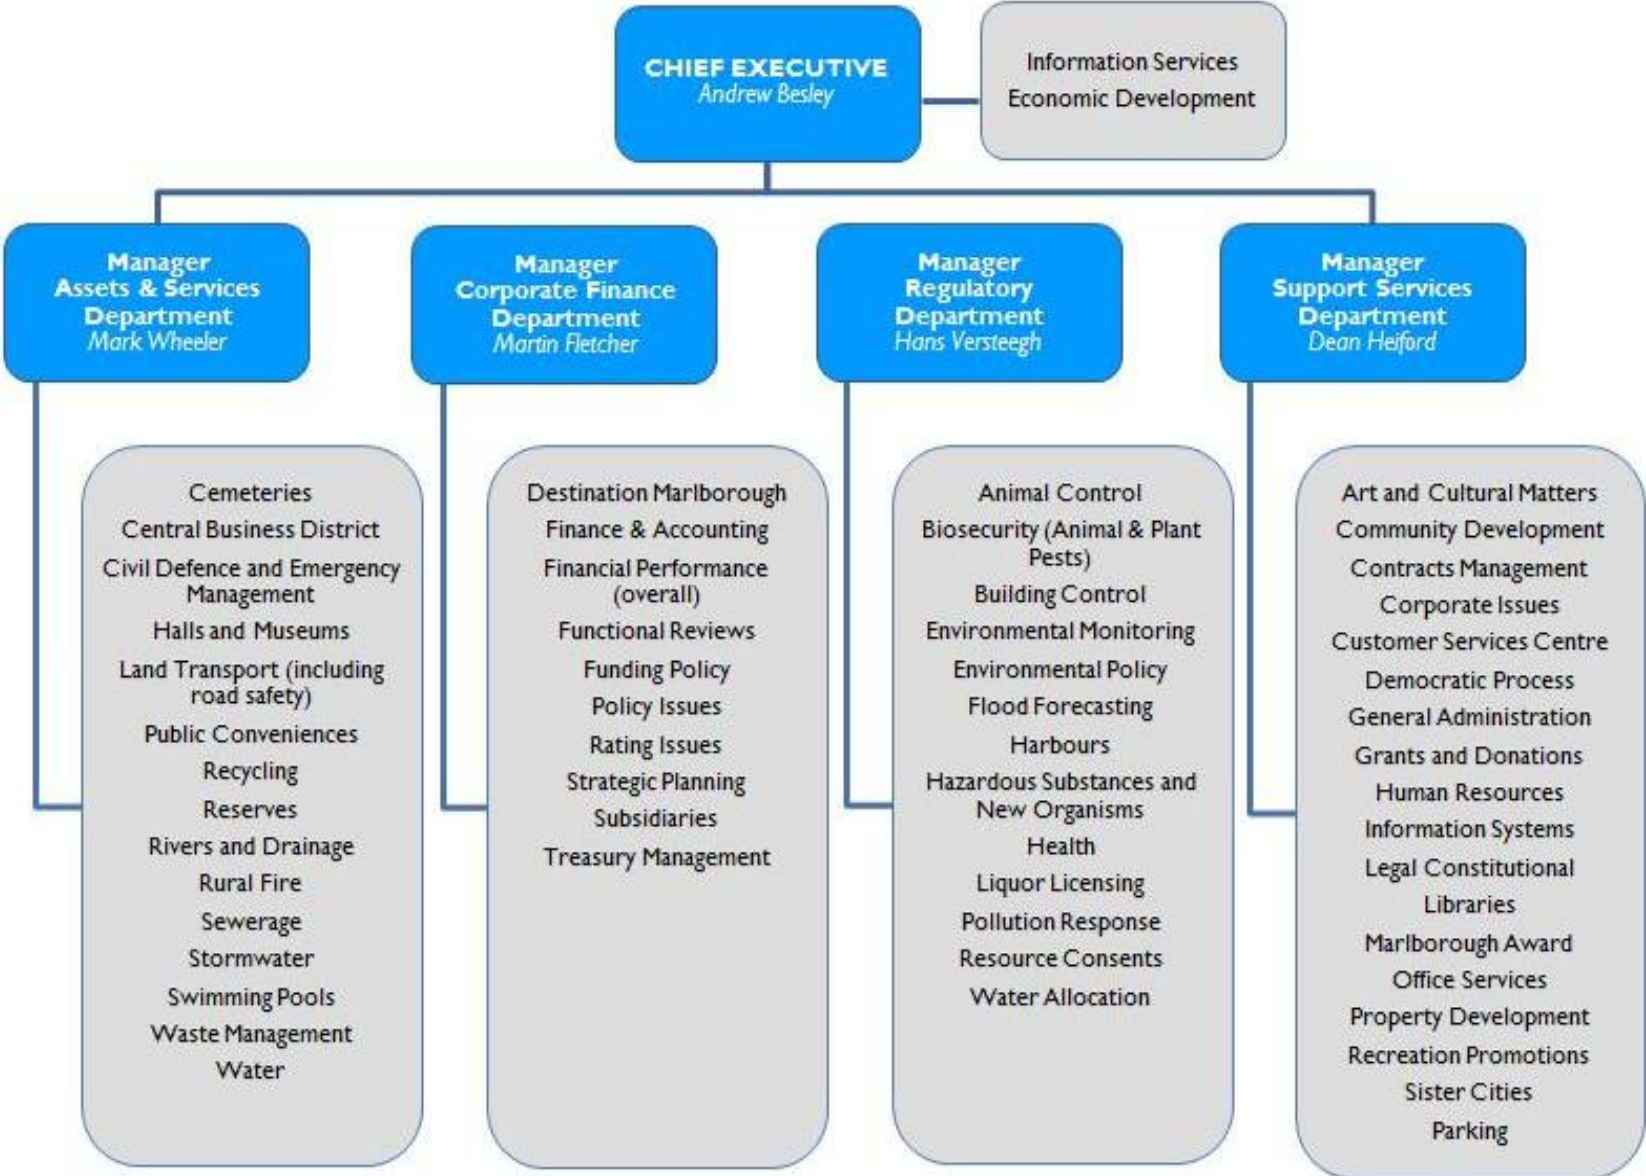 CHIEF EXECUTIVE
Andrew Besley
Information Services
Economic Development
Manager
Assets & Services
Department
Mark Wheeler
Manager
Corporate Finance
Department
Martin Fletcher
Manager
Regulatory
Department
Hans Versteegh
Manager
Support Services
Department
Dean Heiford
Cemeteries
Central Business District
Civil Defence and Emergency
Management
Halls and Museums
Land Transport (including
road safety)
Public Conveniences
Recycling
Reserves
Rivers and Drainage
Rural Fire
Sewerage
Stormwater
Swimming Pools
Waste Management
Water
Destination Marlborough
Finance & Accounting
Financial Performance
(overall)
Functional Reviews
Funding Policy
Policy Issues
Rating Issues
Strategic Planning
Subsidiaries
Treasury Management
Animal Control
Biosecurity (Animal & Plant
Pests)
Building Control
Environmental Monitoring
Environmental Policy
Flood Forecasting
Harbours
Hazardous Substances and
New Organisms
Health
Liquor Licensing
Pollution Response
Resource Consents
Water Allocation
Art and Cultural Matters
Community Development
Contracts Management
Corporate Issues
Customer Services Centre
Democratic Process
General Administration
Grants and Donations
Human Resources
Information Systems
Legal Constitutional
Libraries
Marlborough Award
Office Services
Property Development
Recreation Promotions
Sister Cities
Parking